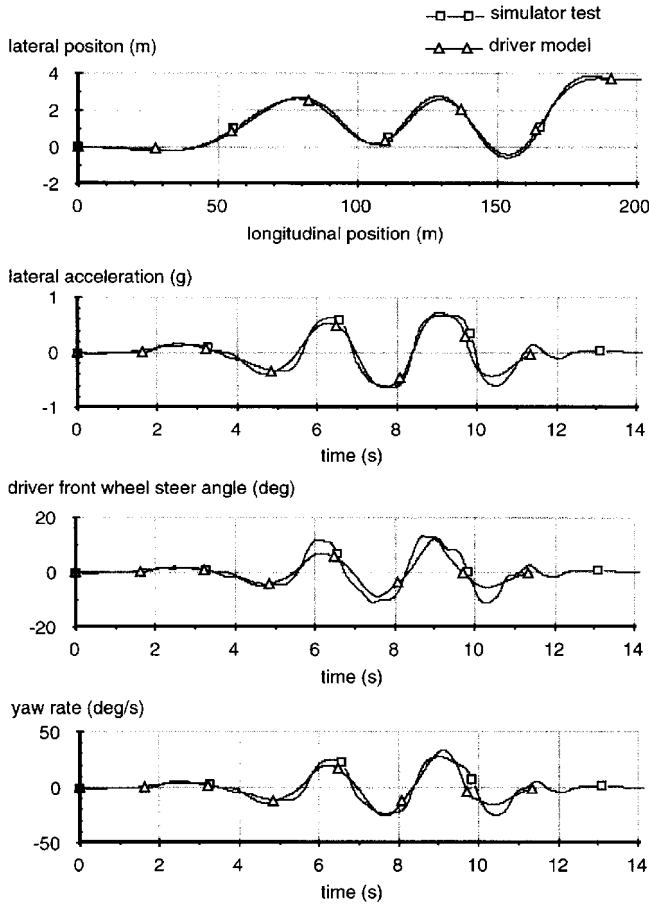 simulator test
driver model
lateral positon (m)
4
2
0
-2
0 50 100 150 200
longitudinal position (m)
lateral acceleration (g)
1
0
-1
0 2 4 6 8 10 12 14
time (s)
driver front wheel steer angle (deg)
20
0
-20
0 2 4 6 8 10 12 14
time (s)
yaw rate (deg/s)
50
0
-50
0 2 4 6 8 10 12 14
time (s)